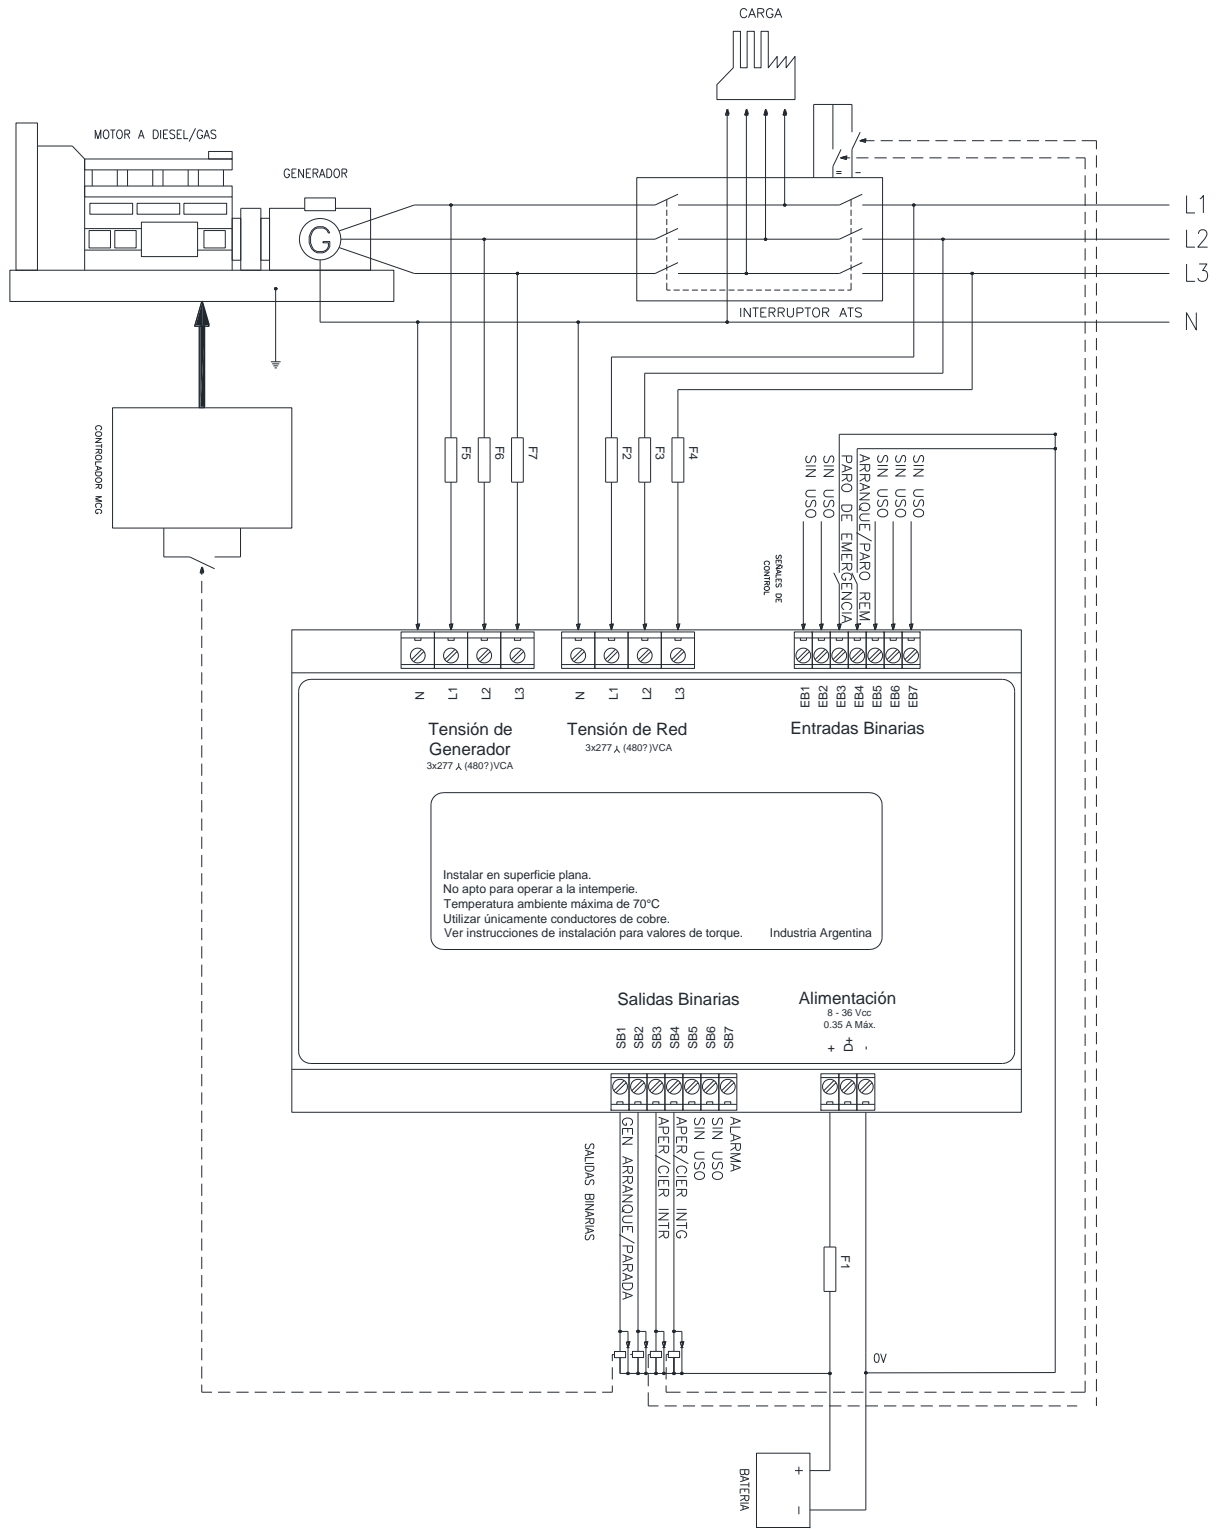 CARGA
MOTOR A DIESEL/GAS
GENERADOR
G
= -
L1
L2
L3
INTERRUPTOR ATS
N
CONTROLADOR MCG
F5
F6
F7
F2
F3
F4
SIN USO
SIN USO
PARO DE EMERGENCIA
ARRANQUE/PARO REM.
SIN USO
SIN USO
SIN USO
SEÑALES DE
CONTROL
N
L1
L2
L3
N
L1
L2
L3
EB1
EB2
EB3
EB4
EB5
EB6
EB7
Tensión de
Generador
3x277 (480?)VCA
Tensión de Red
3x277 (480?)VCA
Entradas Binarias
Instalar en superficie plana.
No apto para operar a la intemperie.
Temperatura ambiente máxima de 70°C
Utilizar únicamente conductores de cobre.
Ver instrucciones de instalación para valores de torque. Industria Argentina
Salidas Binarias
SB1
SB2
SB3
SB4
SB5
SB6
SB7
Alimentación
8 - 36 Vcc
0.35 A Máx.
+
D+
-
SALIDAS BINARIAS
GEN ARRANQUE/PARADA
APER/CIER INTR
APER/CIER INTG
SIN USO
SIN USO
ALARMA
F1
0V
+
-
BATERIA